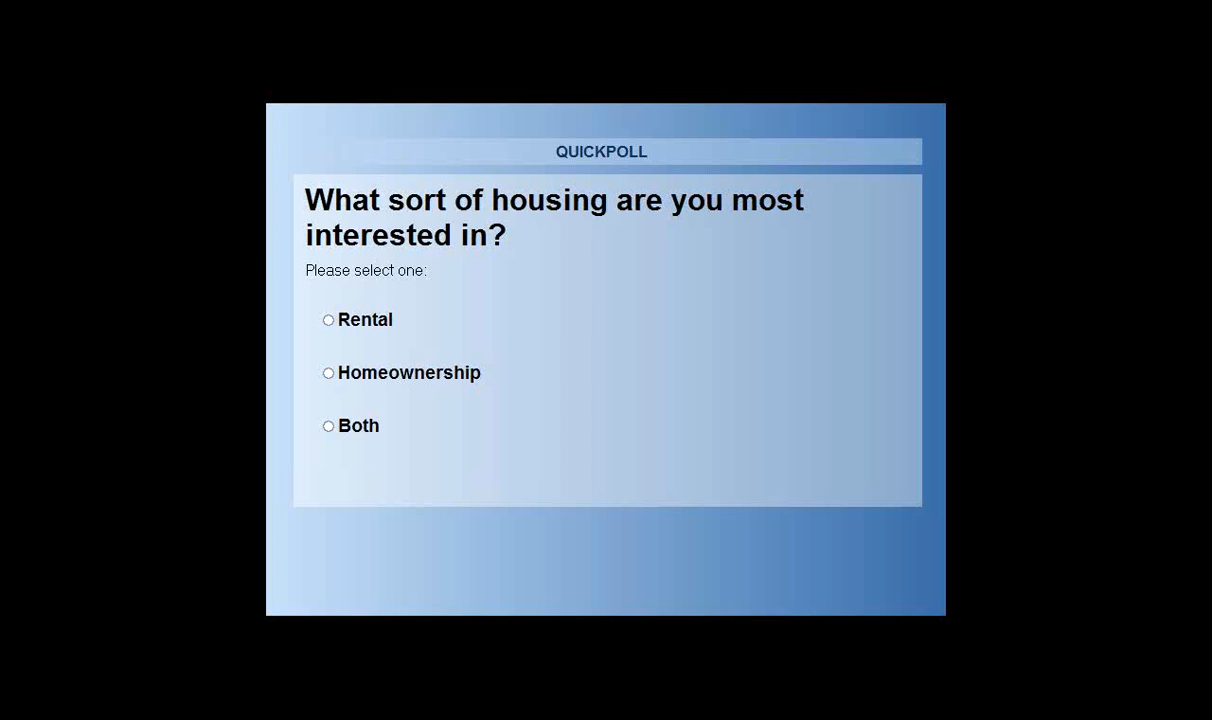 QUICKPOLL
What sort of housing are you most
interested in?
Please select one:
Rental
Homeownership
Both